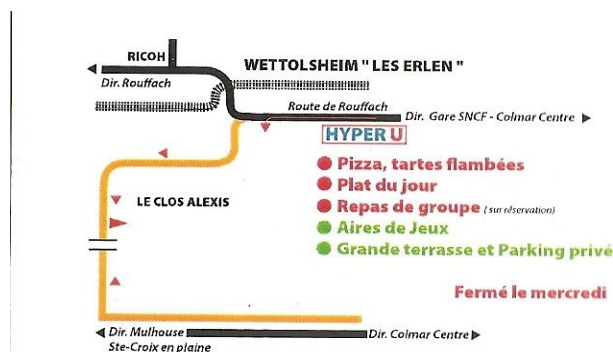 RICOH
WETTOLSHEIM " LES ERLEN "
Dir. Rouffach
Route de Rouffach
Dir. Gare SNCF - Colmar Centre
HYPER U
Pizza, tartes flambées
Plat du jour
LE CLOS ALEXIS
Repas de groupe ( sur réservation)
Aires de Jeux
Grande terrasse et Parking privé
Fermé le mercredi
Dir. Mulhouse
Ste-Croix en plaine
Dir. Colmar Centre